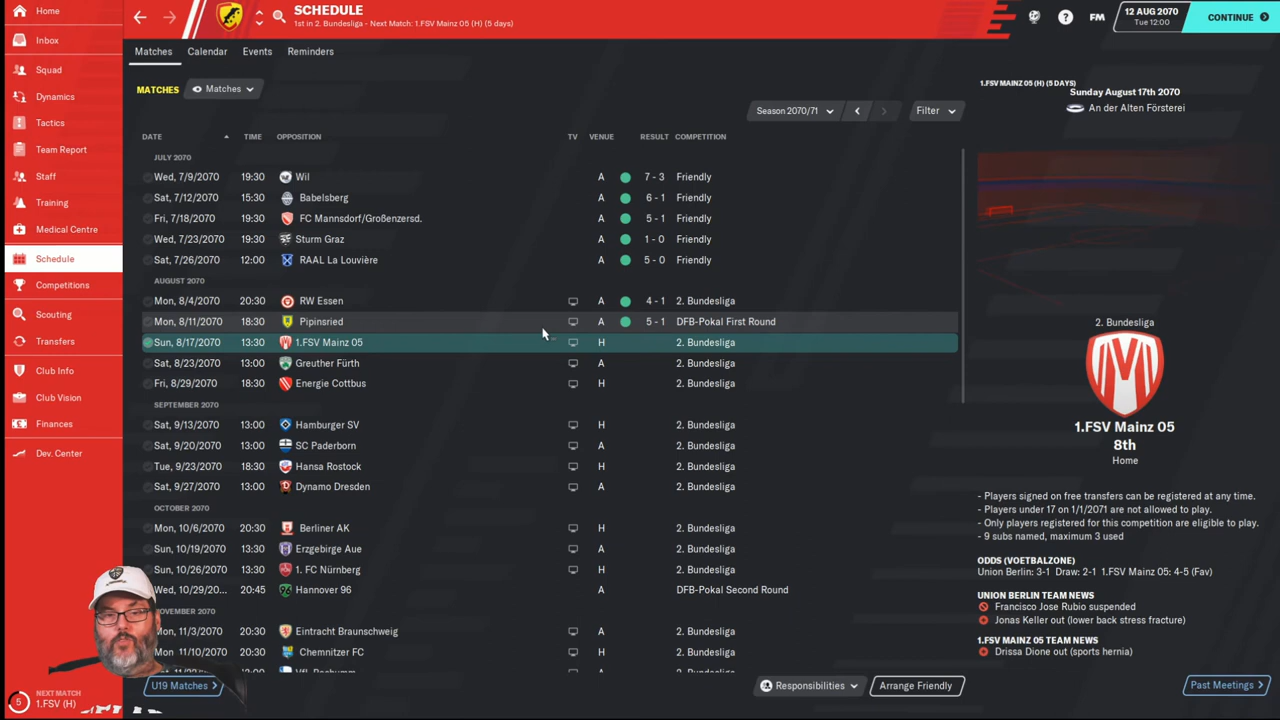 Home
SCHEDULE
1st in 2. Bundesliga - Next Match: 1.FSV Mainz 05 (H) (5 days)
FM
12 AUG 2070
Tue 12:00
CONTINUE
Inbox
Squad
Dynamics
Tactics
Team Report
Staff
Training
Medical Centre
Schedule
Competitions
Scouting
Transfers
Club Info
Club Vision
Finances
Dev. Center
Matches Calendar Events Reminders
MATCHES Matches
Season 2070/71 Filter
DATE TIME OPPOSITION TV VENUE RESULT COMPETITION
JULY 2070
Wed, 7/9/2070 19:30 Wil A 7 - 3 Friendly
Sat, 7/12/2070 15:30 Babelsberg A 6 - 1 Friendly
Fri, 7/18/2070 19:30 FC Mannsdorf/Großenzersd. A 5 - 1 Friendly
Wed, 7/23/2070 19:30 Sturm Graz A 1 - 0 Friendly
Sat, 7/26/2070 12:00 RAAL La Louvière A 5 - 0 Friendly
AUGUST 2070
Mon, 8/4/2070 20:30 RW Essen A 4 - 1 2. Bundesliga
Mon, 8/11/2070 18:30 Pipinsried A 5 - 1 DFB-Pokal First Round
Sun, 8/17/2070 13:30 1.FSV Mainz 05 H 2. Bundesliga
Sat, 8/23/2070 13:00 Greuther Fürth A 2. Bundesliga
Fri, 8/29/2070 18:30 Energie Cottbus H 2. Bundesliga
SEPTEMBER 2070
Sat, 9/13/2070 13:00 Hamburger SV H 2. Bundesliga
Sat, 9/20/2070 13:00 SC Paderborn A 2. Bundesliga
Tue, 9/23/2070 18:30 Hansa Rostock H 2. Bundesliga
Sat, 9/27/2070 13:00 Dynamo Dresden A 2. Bundesliga
OCTOBER 2070
Mon, 10/6/2070 20:30 Berliner AK H 2. Bundesliga
Sun, 10/19/2070 13:30 Erzgebirge Aue A 2. Bundesliga
Sun, 10/26/2070 13:30 1. FC Nürnberg H 2. Bundesliga
Wed, 10/29/20... 20:45 Hannover 96 A DFB-Pokal Second Round
NOVEMBER 2070
Mon, 11/3/2070 20:30 Eintracht Braunschweig A 2. Bundesliga
Mon, 11/10/2070 20:30 Chemnitzer FC H 2. Bundesliga
U19 Matches
Responsibilities
Arrange Friendly
Past Meetings
1.FSV MAINZ 05 (H) (5 DAYS)
Sunday August 17th 2070
An der Alten Försterei
2. Bundesliga
1.FSV Mainz 05
8th
Home
- Players signed on free transfers can be registered at any time.
- Players under 17 on 1/1/2071 are not allowed to play.
- Only players registered for this competition are eligible to play.
- 9 subs named, maximum 3 used
ODDS (VOETBALZONE)
Union Berlin: 3-1 Draw: 2-1 1.FSV Mainz 05: 4-5 (Fav)
UNION BERLIN TEAM NEWS
Francisco Jose Rubio suspended
Jonas Keller out (lower back stress fracture)
1.FSV MAINZ 05 TEAM NEWS
Drissa Dione out (sports hernia)
5
NEXT MATCH
1.FSV (H)